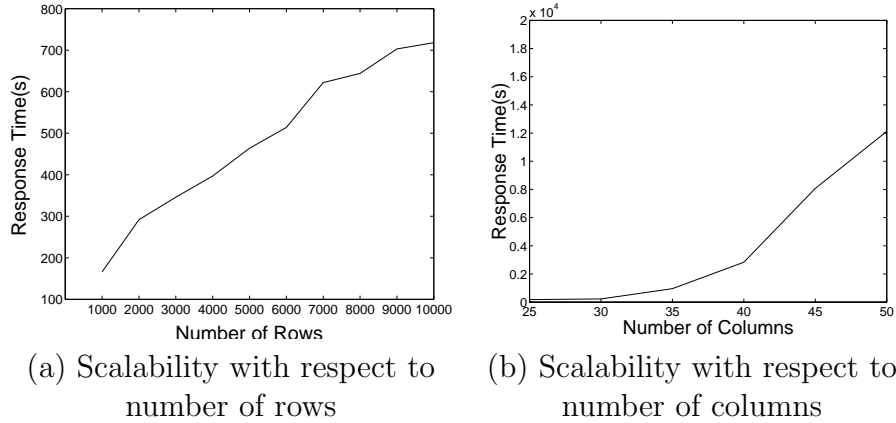 800
700
600
500
400
300
200
100
Response Time(s)
1000 2000 3000 4000 5000 6000 7000 8000 9000 10000
Number of Rows
(a) Scalability with respect to
number of rows
x 10^4
2
1.8
1.6
1.4
1.2
1
0.8
0.6
0.4
0.2
0
Response Time(s)
25 30 35 40 45 50
Number of Columns
(b) Scalability with respect to
number of columns